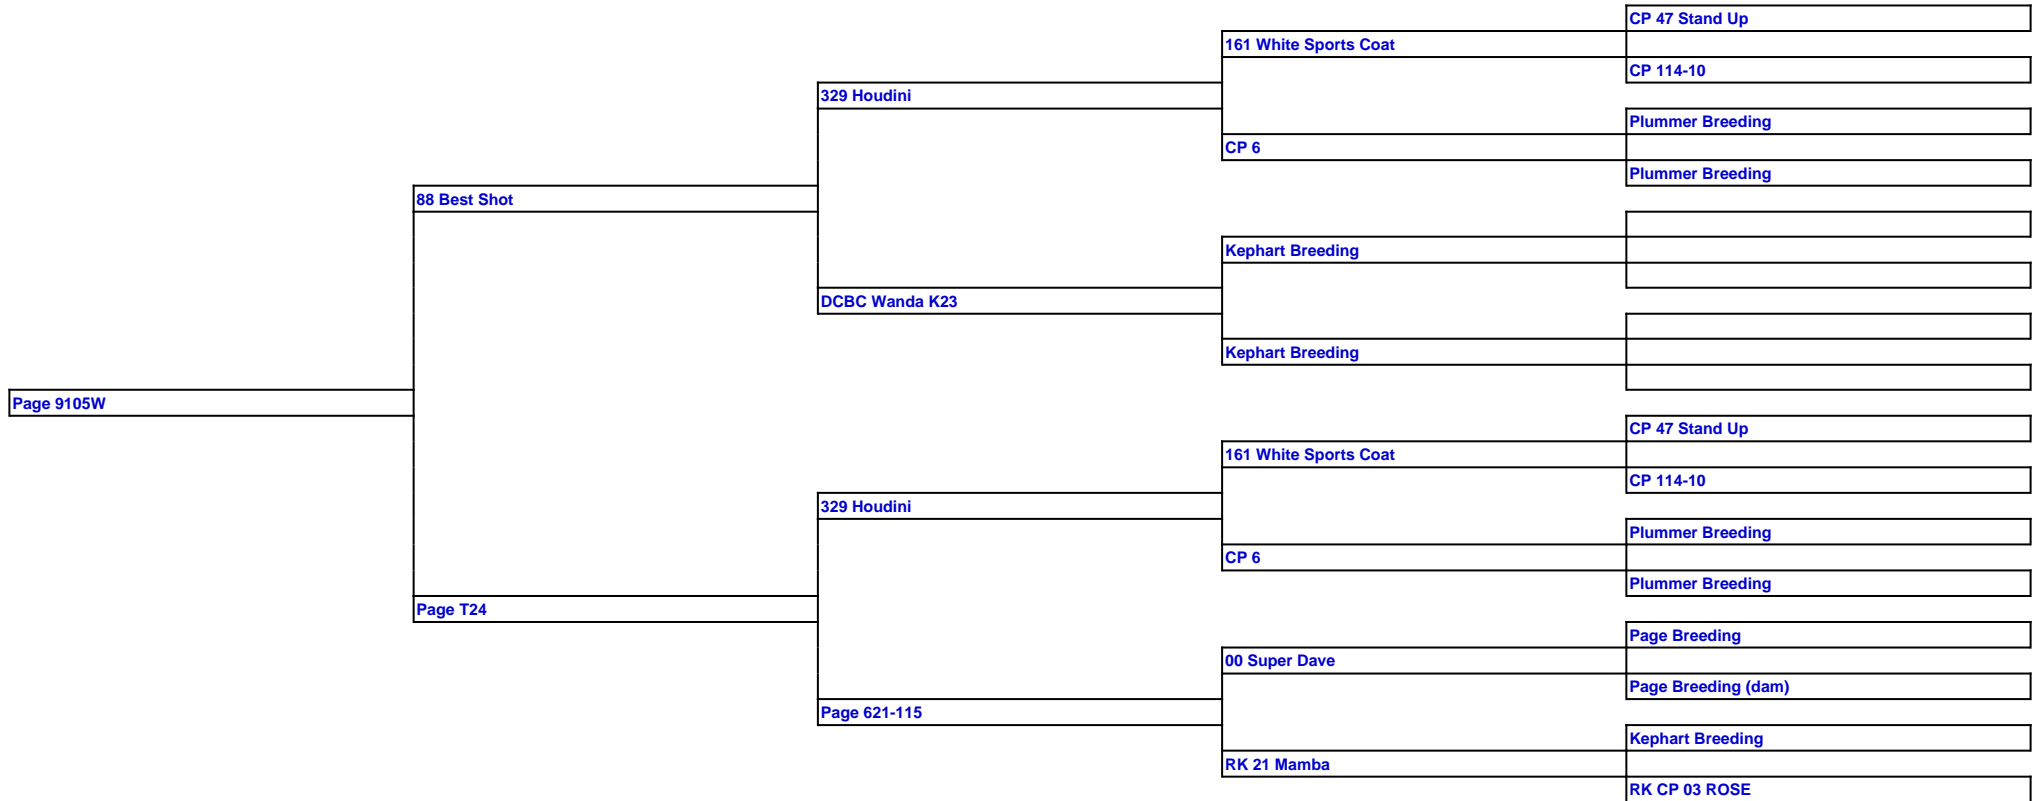 CP 47 Stand Up
161 White Sports Coat
CP 114-10
329 Houdini
Plummer Breeding
CP 6
Plummer Breeding
88 Best Shot
Kephart Breeding
DCBC Wanda K23
Kephart Breeding
Page 9105W
CP 47 Stand Up
161 White Sports Coat
CP 114-10
329 Houdini
Plummer Breeding
CP 6
Plummer Breeding
Page T24
Page Breeding
00 Super Dave
Page Breeding (dam)
Page 621-115
Kephart Breeding
RK 21 Mamba
RK CP 03 ROSE